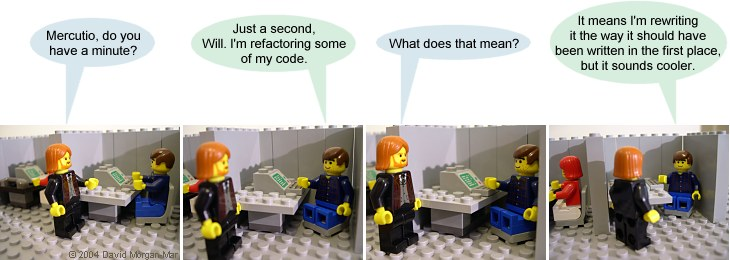 Mercutio, do you
have a minute?
Just a second,
Will. I'm refactoring some
of my code.
What does that mean?
It means I'm rewriting
it the way it should have
been written in the first place,
but it sounds cooler.
© 2004 David Morgan-Mar